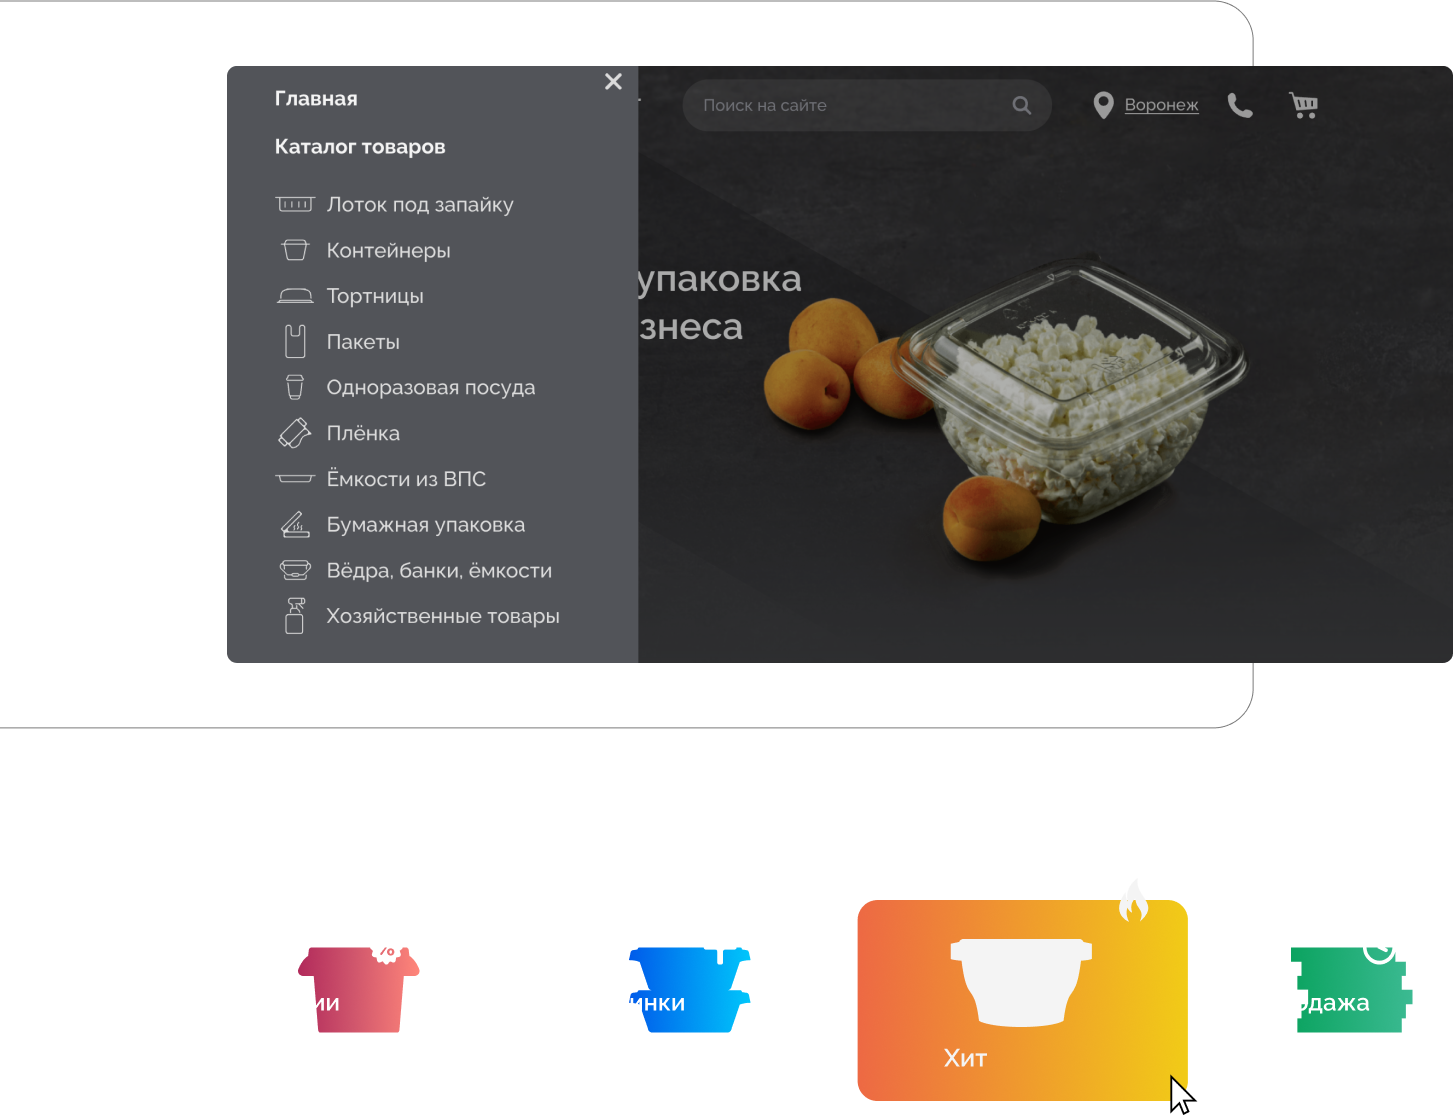 Главная
Каталог товаров
Лоток под запайку
Контейнеры
Тортницы
Пакеты
Одноразовая посуда
Плёнка
Ёмкости из ВПС
Бумажная упаковка
Вёдра, банки, ёмкости
Хозяйственные товары
Поиск на сайте
Воронеж
упаковка
знеса
ии
инки
Хит
одажа